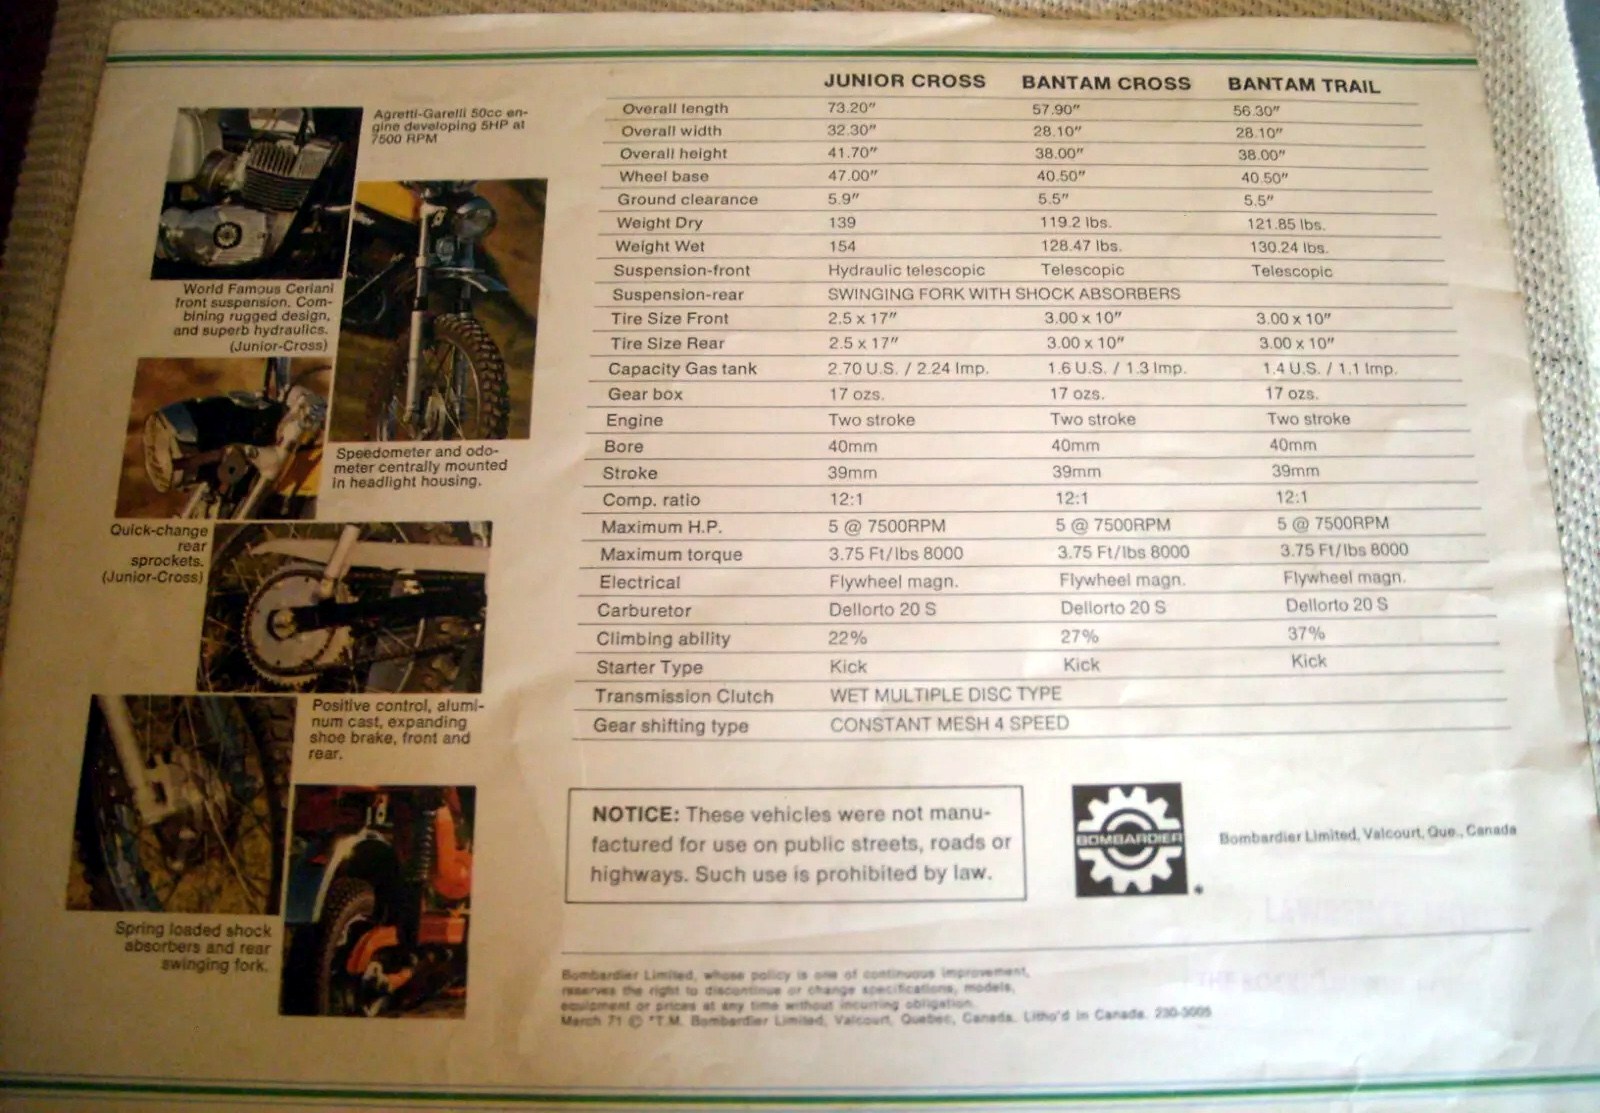 Agretti-Garelli 50cc en-
gine developing 5HP at
7500 RPM
World Famous Ceriani
front suspension. Com-
bining rugged design,
and superb hydraulics.
(Junior-Cross)
Speedometer and odo-
meter centrally mounted
in headlight housing.
Quick-change
rear
sprockets.
(Junior-Cross)
Positive control, alumi-
num cast, expanding
shoe brake, front and
rear.
Spring loaded shock
absorbers and rear
swinging fork.
JUNIOR CROSS BANTAM CROSS BANTAM TRAIL
Overall length 73.20" 57.90" 56.30"
Overall width 32.30" 28.10" 28.10"
Overall height 41.70" 38.00" 38.00"
Wheel base 47.00" 40.50" 40.50"
Ground clearance 5.9" 5.5" 5.5"
Weight Dry 139 119.2 lbs. 121.85 lbs.
Weight Wet 154 128.47 lbs. 130.24 lbs.
Suspension-front Hydraulic telescopic Telescopic Telescopic
Suspension-rear SWINGING FORK WITH SHOCK ABSORBERS
Tire Size Front 2.5 x 17" 3.00 x 10" 3.00 x 10"
Tire Size Rear 2.5 x 17" 3.00 x 10" 3.00 x 10"
Capacity Gas tank 2.70 U.S. / 2.24 Imp. 1.6 U.S. / 1.3 Imp. 1.4 U.S. / 1.1 Imp.
Gear box 17 ozs. 17 ozs. 17 ozs.
Engine Two stroke Two stroke Two stroke
Bore 40mm 40mm 40mm
Stroke 39mm 39mm 39mm
Comp. ratio 12:1 12:1 12:1
Maximum H.P. 5 @ 7500RPM 5 @ 7500RPM 5 @ 7500RPM
Maximum torque 3.75 Ft/lbs 8000 3.75 Ft/lbs 8000 3.75 Ft/lbs 8000
Electrical Flywheel magn. Flywheel magn. Flywheel magn.
Carburetor Dellorto 20 S Dellorto 20 S Dellorto 20 S
Climbing ability 22% 27% 37%
Starter Type Kick Kick Kick
Transmission Clutch WET MULTIPLE DISC TYPE
Gear shifting type CONSTANT MESH 4 SPEED
NOTICE: These vehicles were not manu-
factured for use on public streets, roads or
highways. Such use is prohibited by law.
BOMBARDIER
Bombardier Limited, Valcourt, Que., Canada
Bombardier Limited, whose policy is one of continuous improvement,
reserves the right to discontinue or change specifications, models,
equipment or prices at any time without incurring obligation.
March 71 © *T.M. Bombardier Limited, Valcourt, Quebec, Canada. Litho'd in Canada. 230-3005